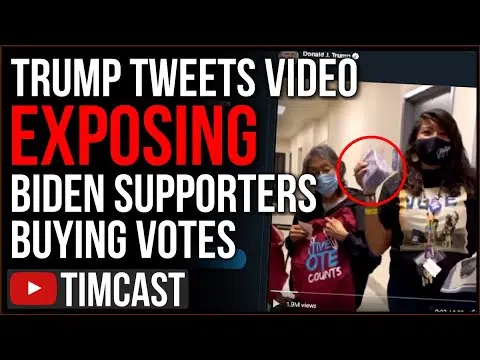 TRUMP TWEETS VIDEO
EXPOSING
BIDEN SUPPORTERS
BUYING VOTES
TIMCAST
Donald J. Trump
VOTE
COUNTS
1.9M views